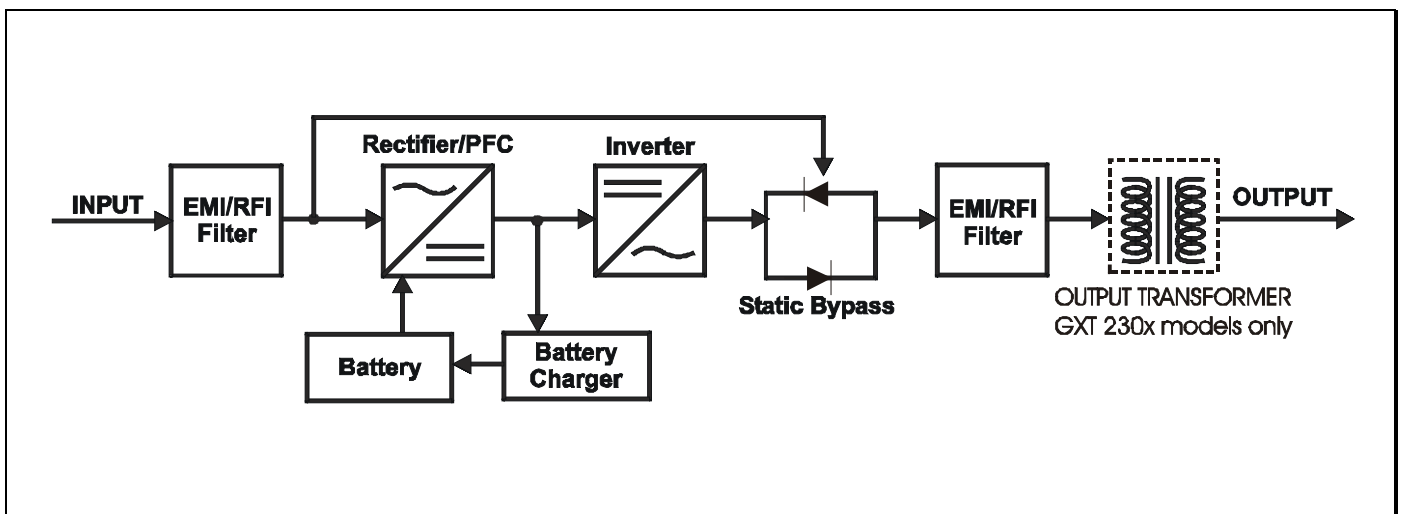 INPUT
EMI/RFI
Filter
Rectifier/PFC
Inverter
Static Bypass
EMI/RFI
Filter
OUTPUT
OUTPUT TRANSFORMER
GXT 230x models only
Battery
Battery
Charger